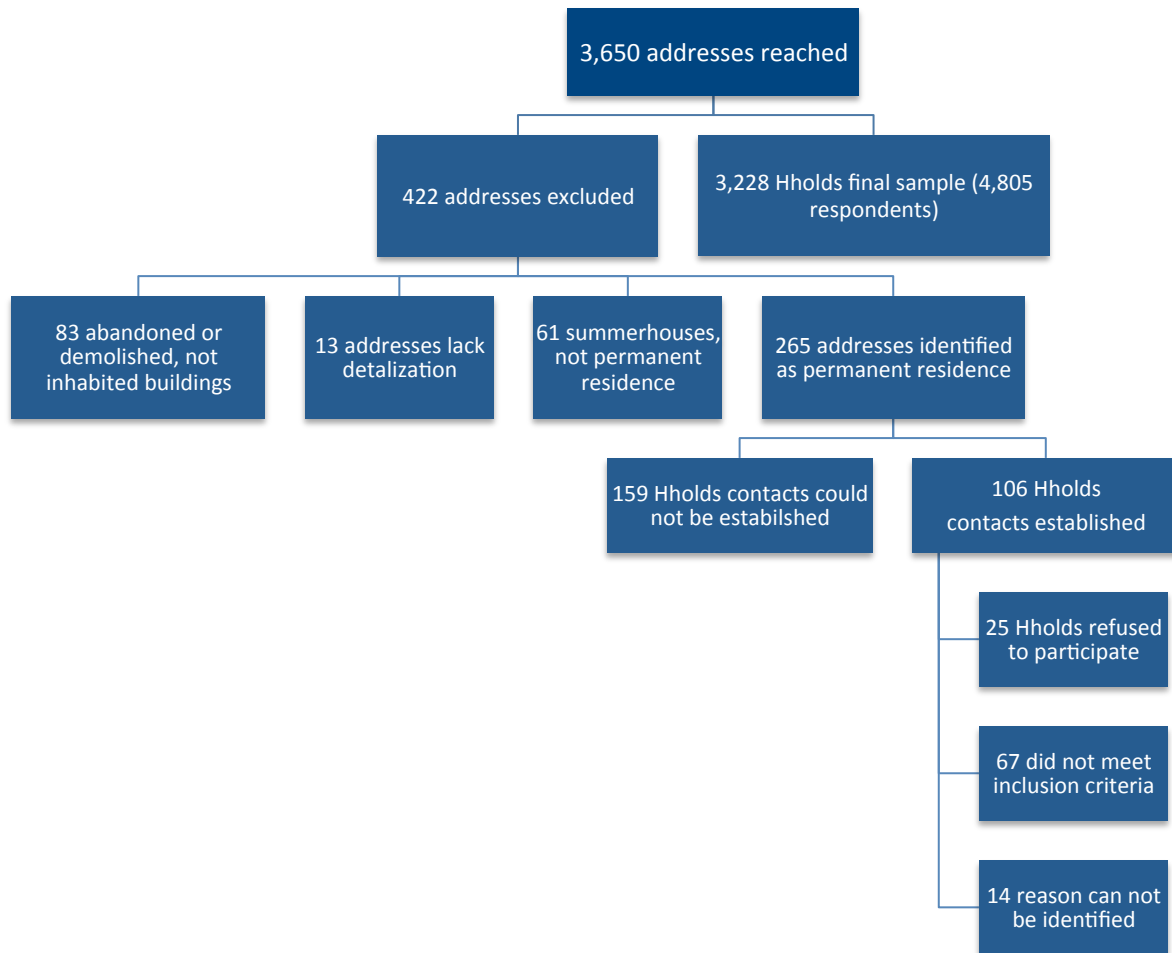 3,650 addresses reached
422 addresses excluded
3,228 Hholds final sample (4,805
respondents)
83 abandoned or
demolished, not
inhabited buildings
13 addresses lack
detalization
61 summerhouses,
not permanent
residence
265 addresses identified
as permanent residence
159 Hholds contacts could
not be estabilshed
106 Hholds
contacts established
25 Hholds refused
to participate
67 did not meet
inclusion criteria
14 reason can not
be identified